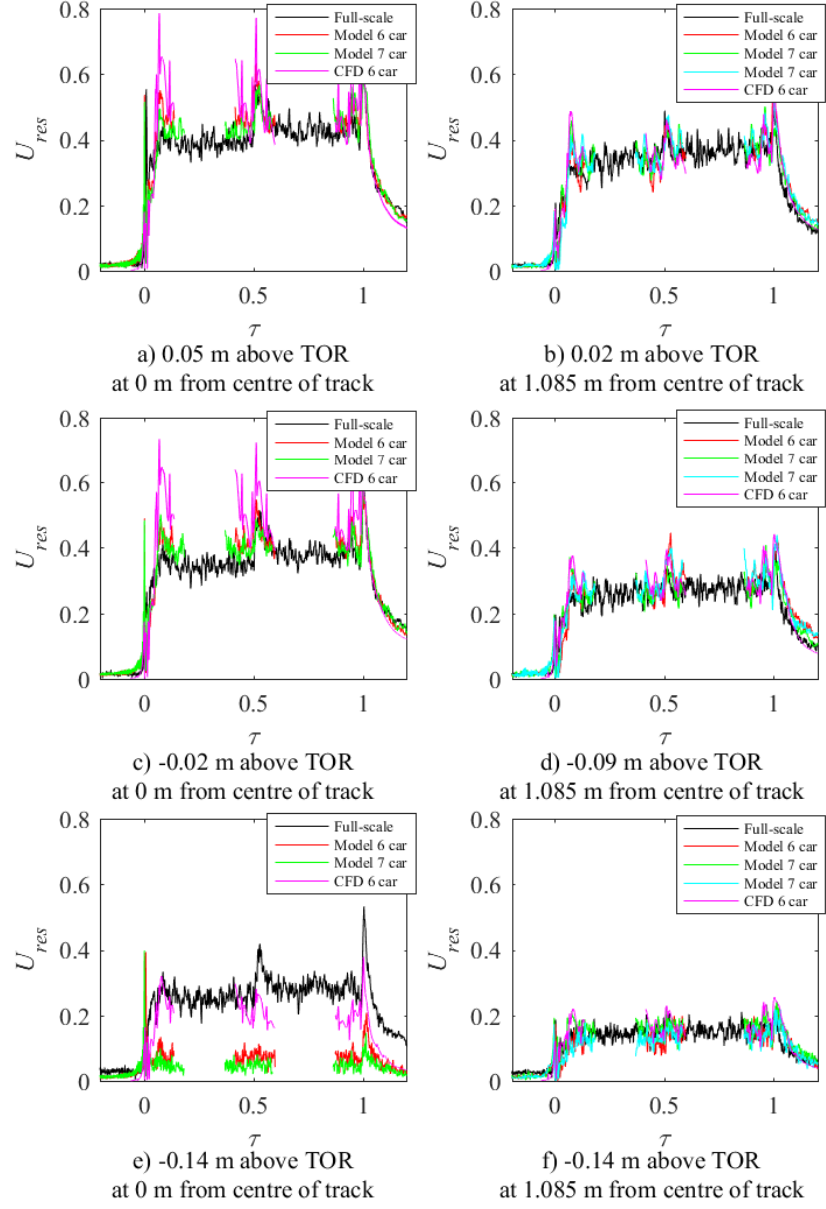 0.8
0.6
0.4
0.2
0
U_res
0
0.5
1
τ
Full-scale
Model 6 car
Model 7 car
CFD 6 car
a) 0.05 m above TOR
at 0 m from centre of track
0.8
0.6
0.4
0.2
0
U_res
0
0.5
1
τ
Full-scale
Model 6 car
Model 7 car
Model 7 car
CFD 6 car
b) 0.02 m above TOR
at 1.085 m from centre of track
0.8
0.6
0.4
0.2
0
U_res
0
0.5
1
τ
Full-scale
Model 6 car
Model 7 car
CFD 6 car
c) -0.02 m above TOR
at 0 m from centre of track
0.8
0.6
0.4
0.2
0
U_res
0
0.5
1
τ
Full-scale
Model 6 car
Model 7 car
Model 7 car
CFD 6 car
d) -0.09 m above TOR
at 1.085 m from centre of track
0.8
0.6
0.4
0.2
0
U_res
0
0.5
1
τ
Full-scale
Model 6 car
Model 7 car
CFD 6 car
e) -0.14 m above TOR
at 0 m from centre of track
0.8
0.6
0.4
0.2
0
U_res
0
0.5
1
τ
Full-scale
Model 6 car
Model 7 car
Model 7 car
CFD 6 car
f) -0.14 m above TOR
at 1.085 m from centre of track